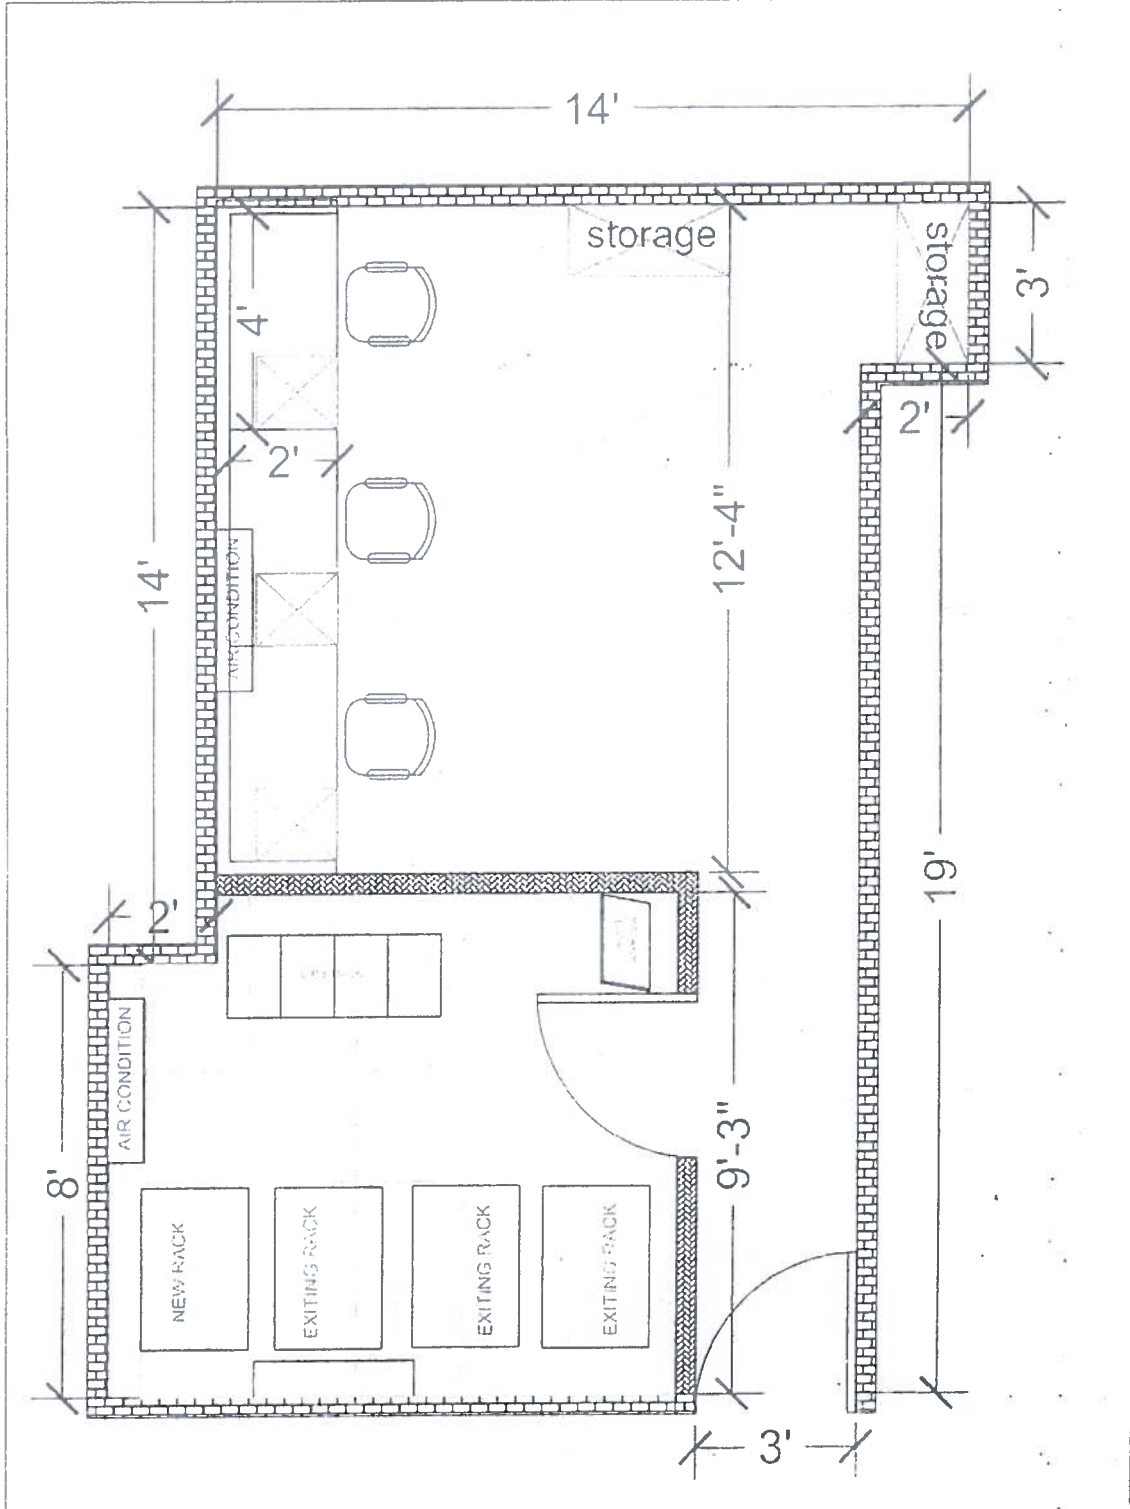 14'
storage
storage
3'
4'
2'
2'
14'
AIR CONDITION
12'-4"
19'
2'
AIR CONDITION
8'
9'-3"
NEW RACK
EXITING RACK
EXITING RACK
EXITING RACK
3'